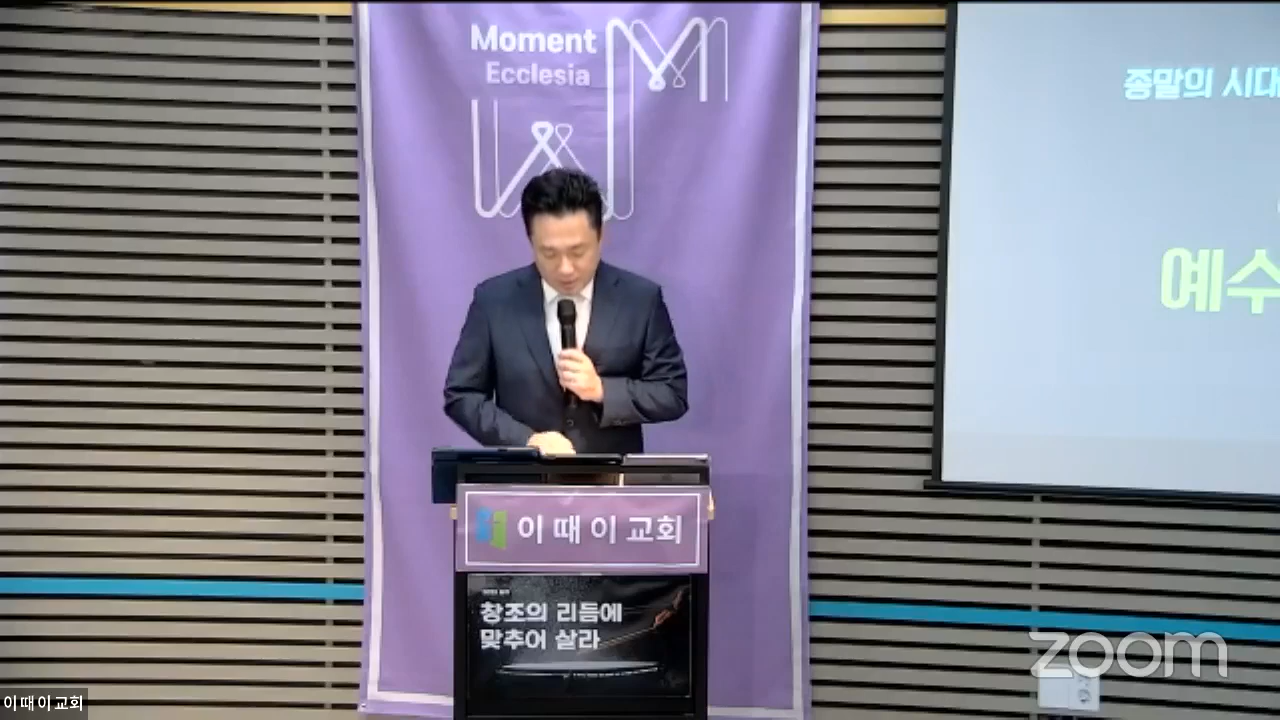 Moment
Ecclesia
종말의 시대
예수
이 때 이 교회
창조의 리듬에
맞추어 살라
zoom
이 때 이 교회